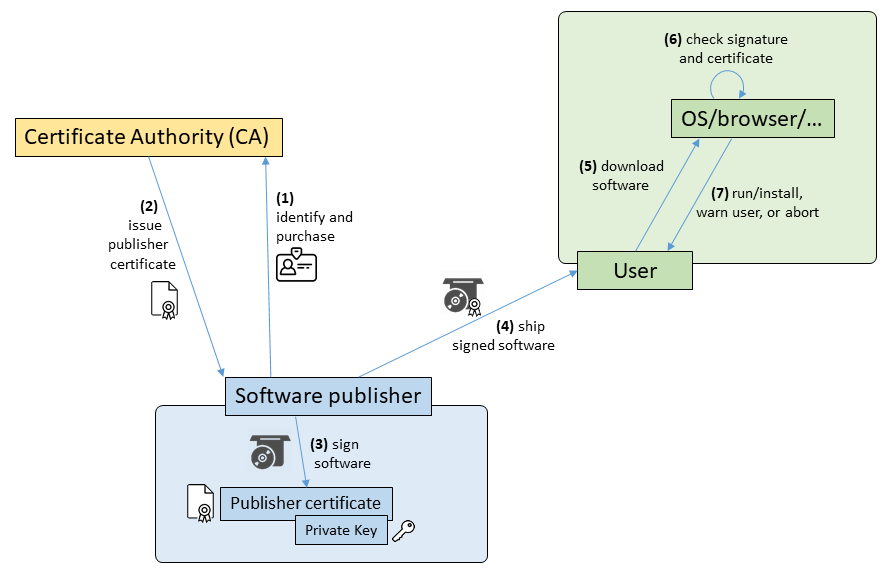 (6) check signature
and certificate
OS/browser/...
Certificate Authority (CA)
(5) download
software
(7) run/install,
warn user, or abort
(1)
identify and
purchase
(2)
issue
publisher
certificate
User
(4) ship
signed software
Software publisher
(3) sign
software
Publisher certificate
Private Key